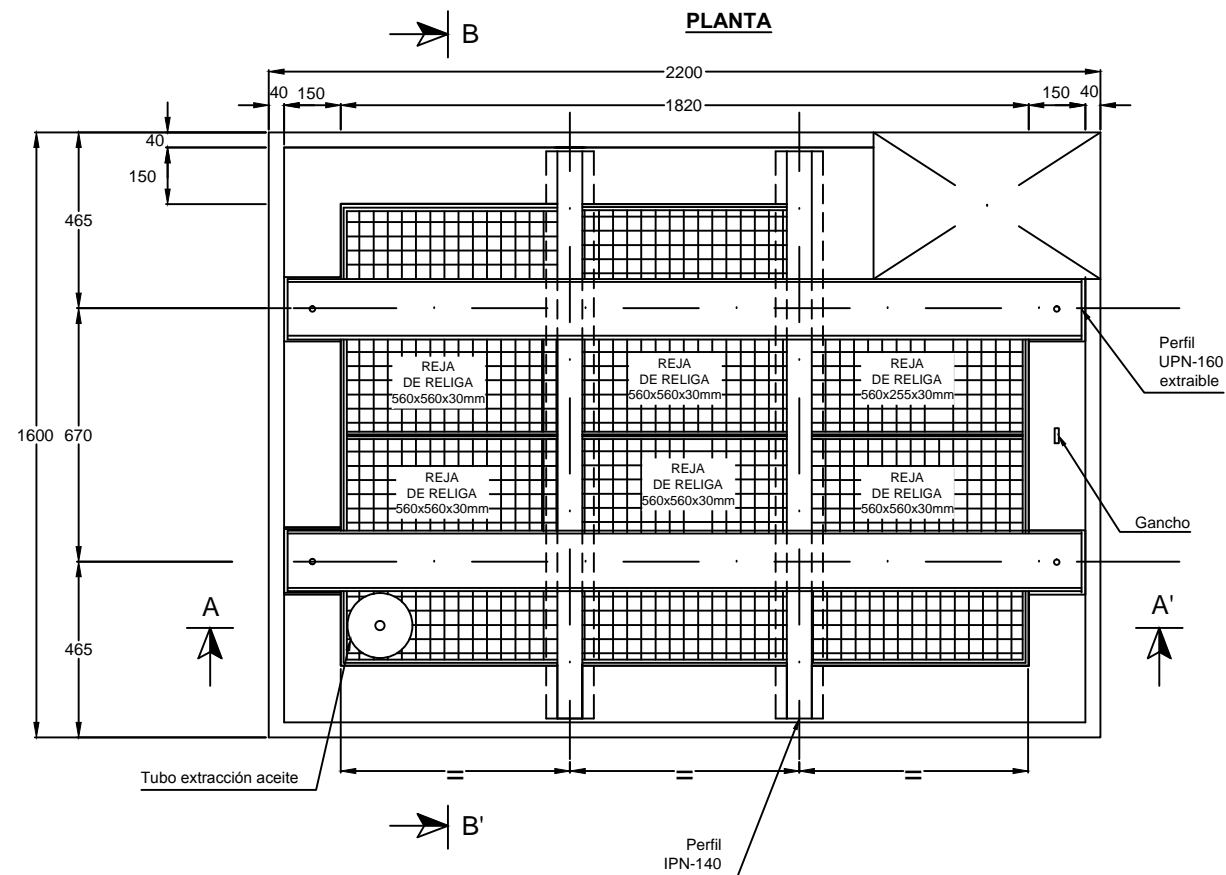 PLANTA
B
2200
40 150
1820
150 40
40
150
465
670
1600
465
REJA
DE RELIGA
560x560x30mm
REJA
DE RELIGA
560x560x30mm
REJA
DE RELIGA
560x255x30mm
REJA
DE RELIGA
560x560x30mm
REJA
DE RELIGA
560x560x30mm
REJA
DE RELIGA
560x560x30mm
Perfil
UPN-160
extraible
Gancho
A
A'
Tubo extracción aceite
=
=
=
B'
Perfil
IPN-140